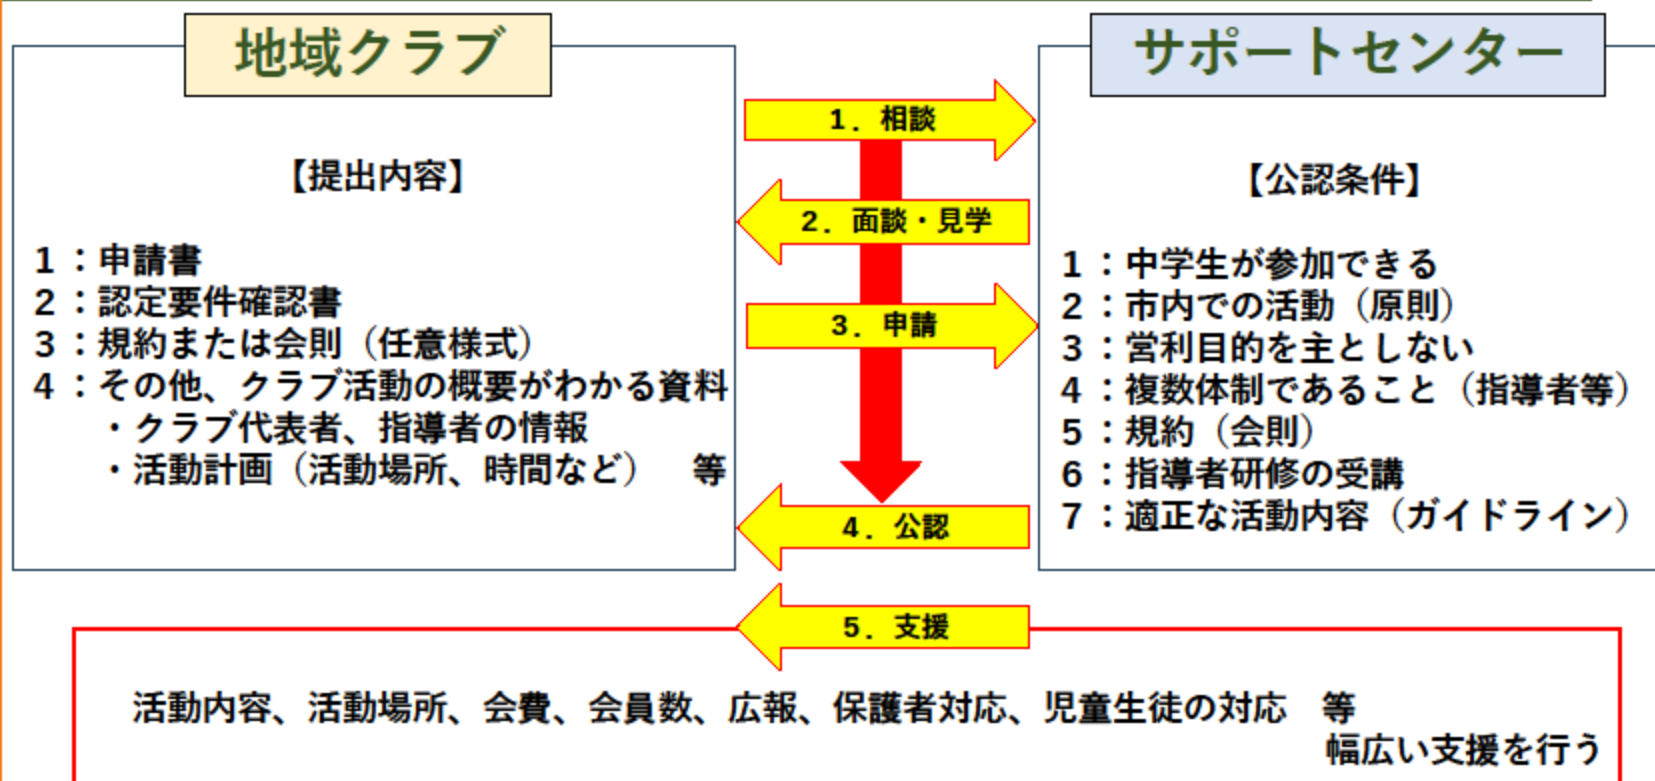 地域クラブ
【提出内容】
1：申請書
2：認定要件確認書
3：規約または会則（任意様式）
4：その他、クラブ活動の概要がわかる資料
・クラブ代表者、指導者の情報
・活動計画（活動場所、時間など）　等
1．相談
2．面談・見学
3．申請
4．公認
5．支援
サポートセンター
【公認条件】
1：中学生が参加できる
2：市内での活動（原則）
3：営利目的を主としない
4：複数体制であること（指導者等）
5：規約（会則）
6：指導者研修の受講
7：適正な活動内容（ガイドライン）
活動内容、活動場所、会費、会員数、広報、保護者対応、児童生徒の対応　等
幅広い支援を行う